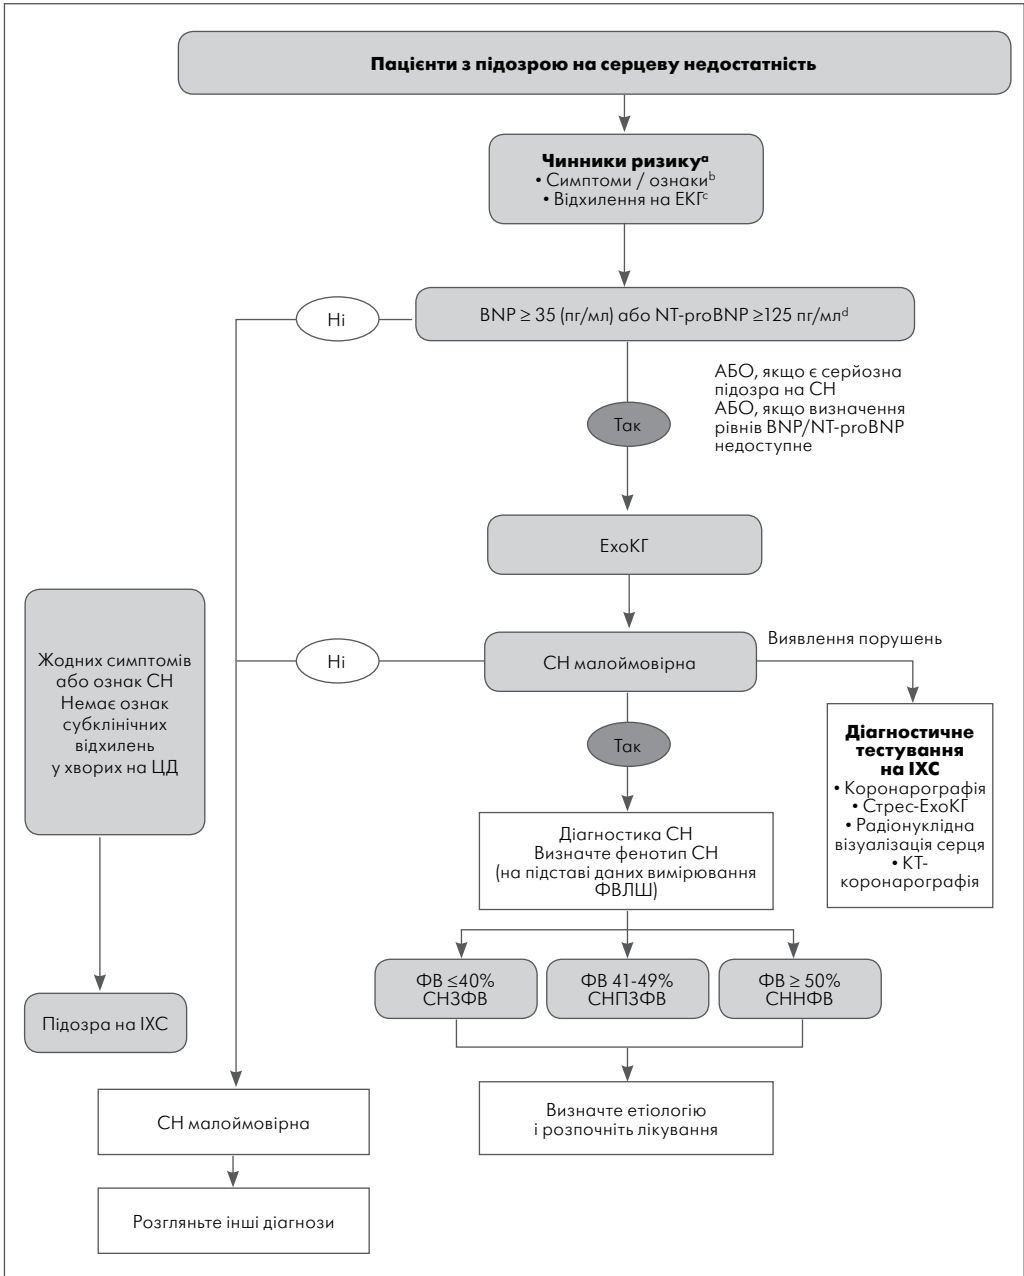 Пацієнти з підозрою на серцеву недостатність
Чинники ризикуᵃ
• Симптоми / ознакиᵇ
• Відхилення на ЕКГᶜ
Ні
BNP ≥ 35 (пг/мл) або NT-proBNP ≥125 пг/млᵈ
АБО, якщо є серйозна
підозра на СН
АБО, якщо визначення
рівнів BNP/NT-proBNP
недоступне
Так
ЕхоКГ
Жодних симптомів
або ознак СН
Немає ознак
субклінічних
відхилень
у хворих на ЦД
Ні
СН малоймовірна
Виявлення порушень
Так
Діагностичне
тестування
на ІХС
• Коронарографія
• Стрес-ЕхоКГ
• Радіонуклідна
візуалізація серця
• КТ-
коронарографія
Діагностика СН
Визначте фенотип СН
(на підставі даних вимірювання
ФВЛШ)
ФВ ≤40%
СНЗФВ
ФВ 41-49%
СНПЗФВ
ФВ ≥ 50%
СННФВ
Підозра на ІХС
СН малоймовірна
Визначте етіологію
і розпочніть лікування
Розгляньте інші діагнози